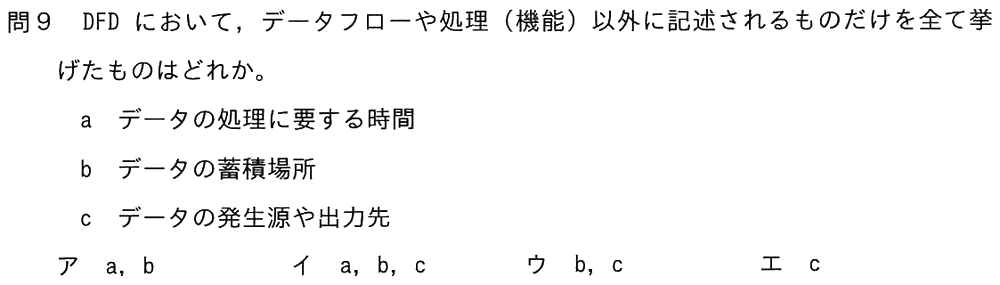 問９　DFD において，データフローや処理（機能）以外に記述されるものだけを全て挙
げたものはどれか。
a　データの処理に要する時間
b　データの蓄積場所
c　データの発生源や出力先
ア　a，b　イ　a，b，c　ウ　b，c　エ　c